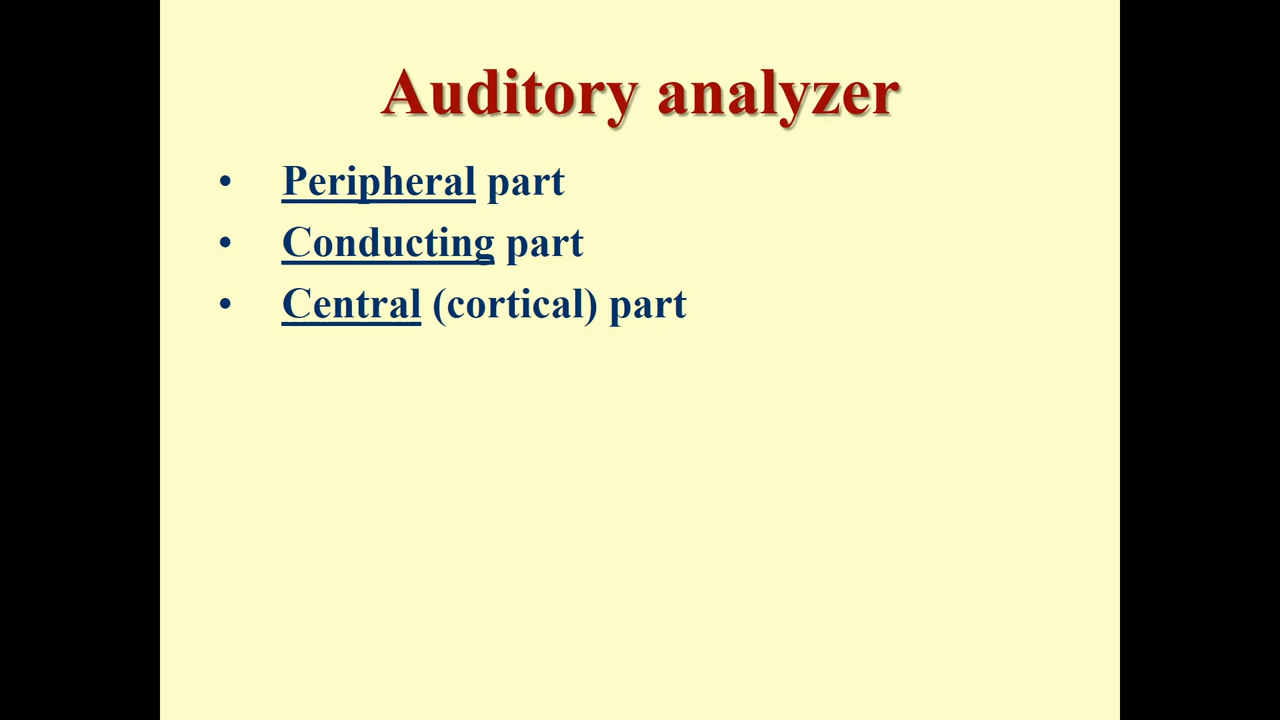 Auditory analyzer
• Peripheral part
• Conducting part
• Central (cortical) part